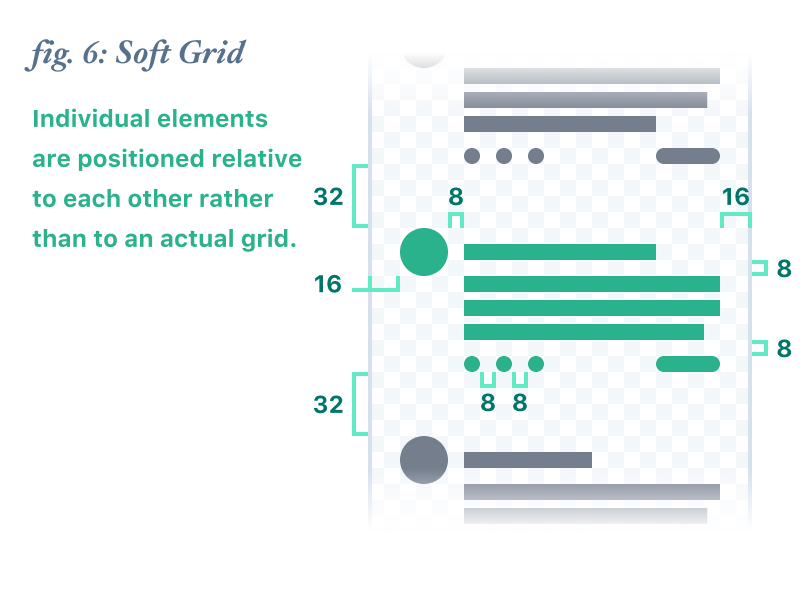 fig. 6: Soft Grid
Individual elements
are positioned relative
to each other rather
than to an actual grid.
32
8
16
16
8
8
32
8 8